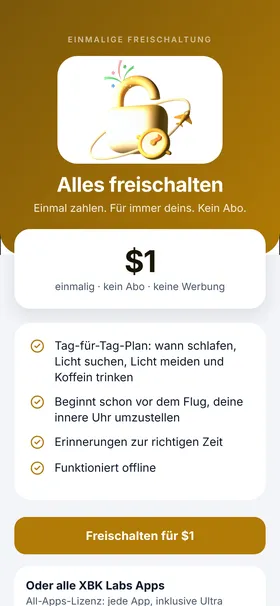 EINMALIGE FREISCHALTUNG
Alles freischalten
Einmal zahlen. Für immer deins. Kein Abo.
$1
einmalig · kein Abo · keine Werbung
Tag-für-Tag-Plan: wann schlafen,
Licht suchen, Licht meiden und
Koffein trinken
Beginnt schon vor dem Flug, deine
innere Uhr umzustellen
Erinnerungen zur richtigen Zeit
Funktioniert offline
Freischalten für $1
Oder alle XBK Labs Apps
All-Apps-Lizenz: jede App, inklusive Ultra